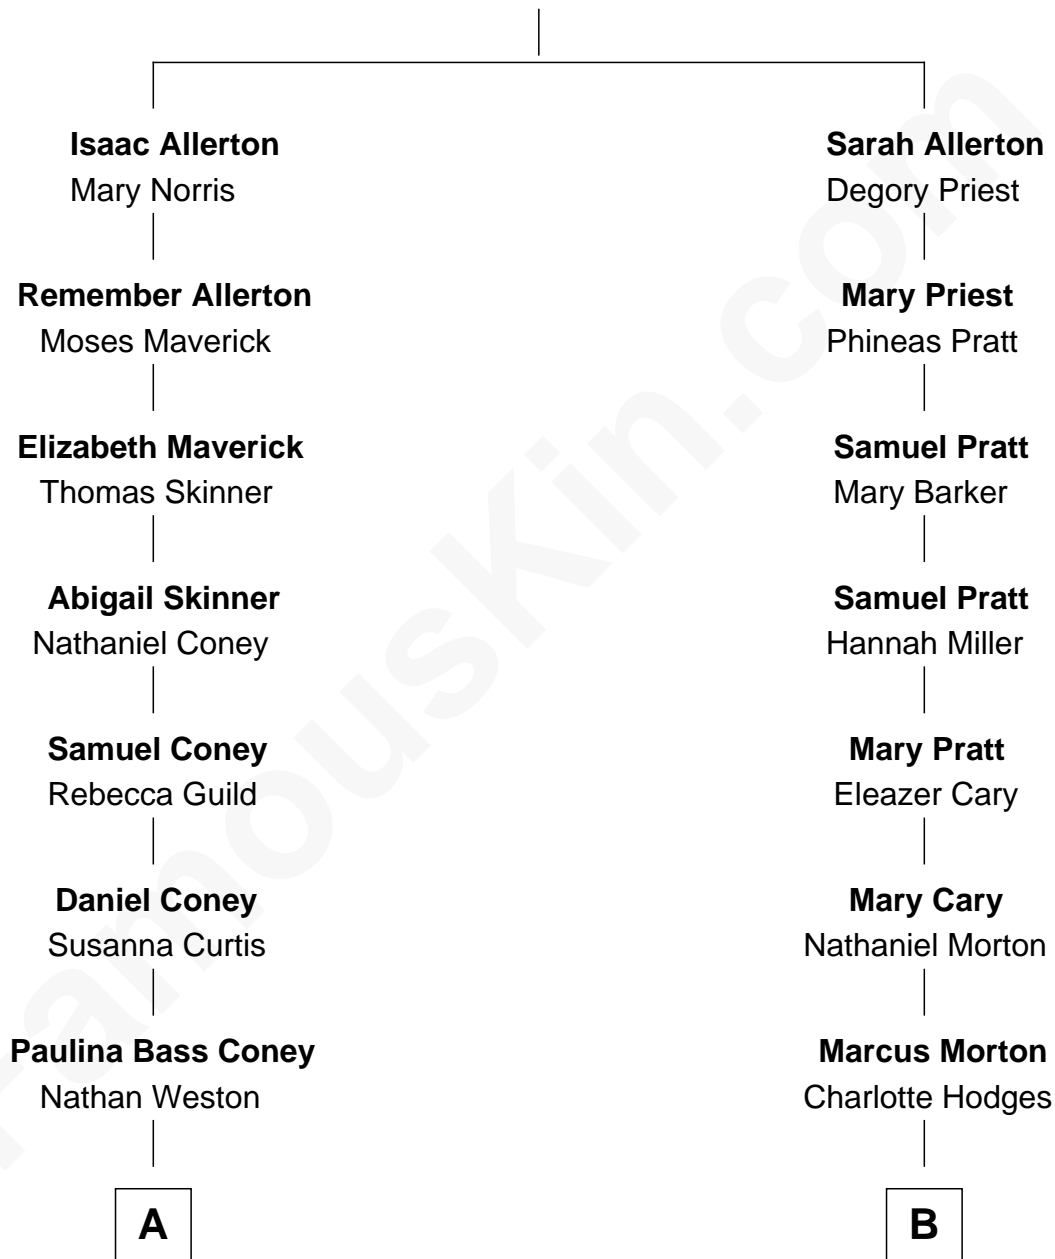 Isaac Allerton
Mary Norris
Sarah Allerton
Degory Priest
Remember Allerton
Moses Maverick
Mary Priest
Phineas Pratt
Elizabeth Maverick
Thomas Skinner
Samuel Pratt
Mary Barker
Abigail Skinner
Nathaniel Coney
Samuel Pratt
Hannah Miller
Samuel Coney
Rebecca Guild
Mary Pratt
Eleazer Cary
Daniel Coney
Susanna Curtis
Mary Cary
Nathaniel Morton
Paulina Bass Coney
Nathan Weston
Marcus Morton
Charlotte Hodges
A
B
FamousKin.com